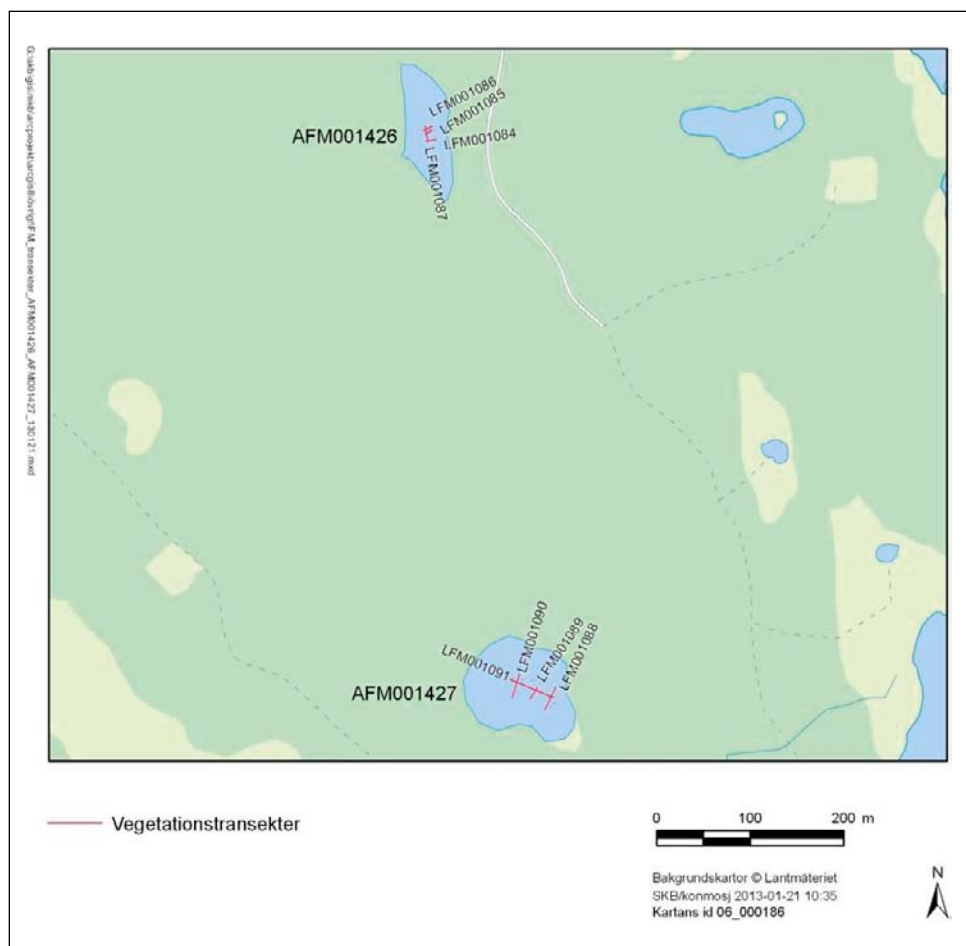 LFM001086
LFM001085
AFM001426
LFM001084
LFM001087
LFM001090
LFM001089
LFM001088
LFM001091
AFM001427
Vegetationstransekter
0 100 200 m
Bakgrundskartor © Lantmäteriet
SKB/konmosj 2013-01-21 10:35
Kartans id 06_000186
N